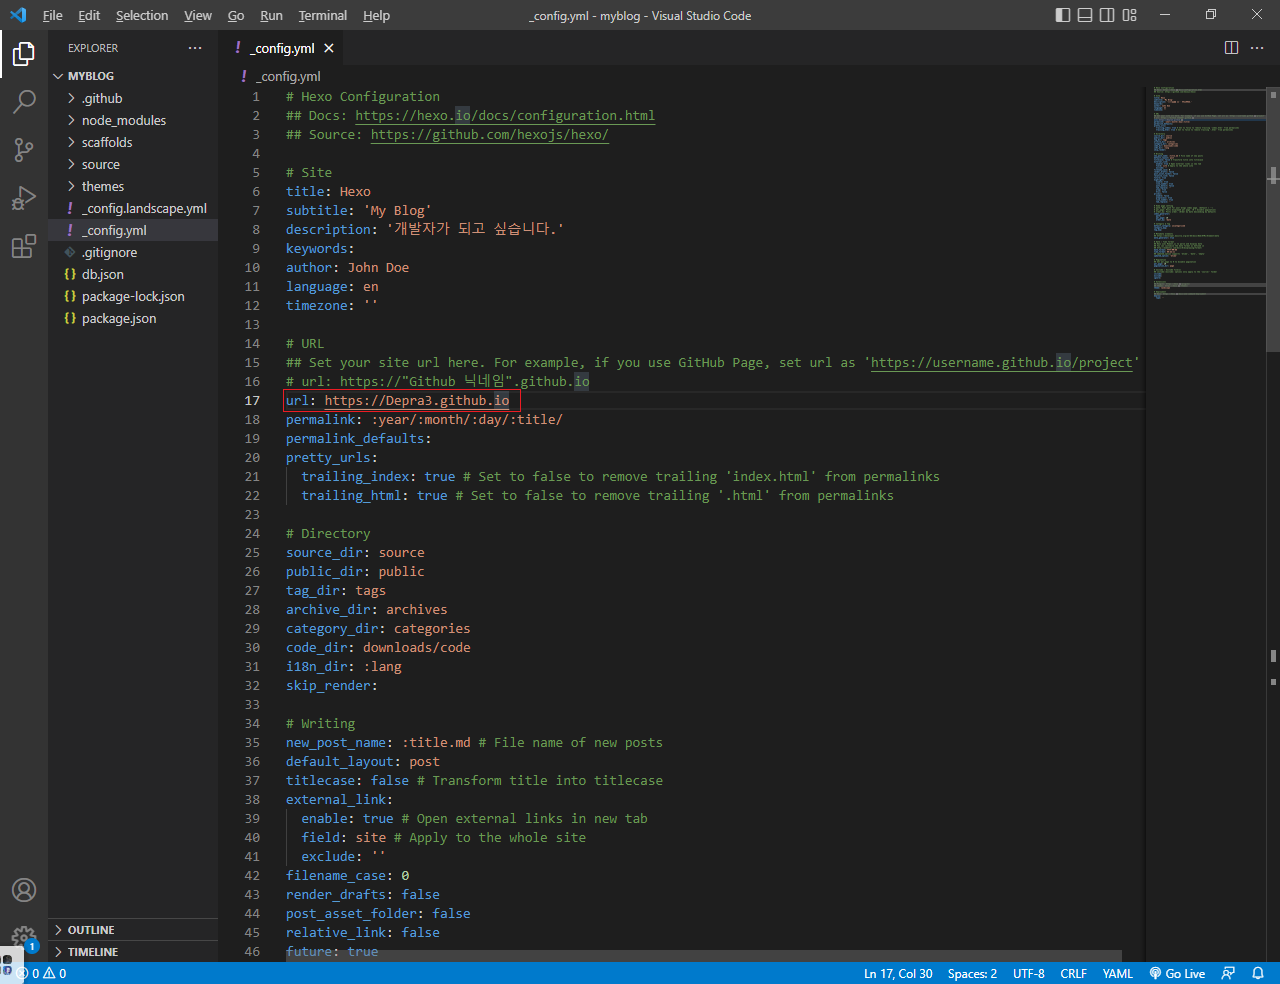 File Edit Selection View Go Run Terminal Help
_config.yml - myblog - Visual Studio Code
EXPLORER
MYBLOG
.github
node_modules
scaffolds
source
themes
_config.landscape.yml
_config.yml
.gitignore
db.json
package-lock.json
package.json
OUTLINE
TIMELINE
_config.yml
_config.yml
1 # Hexo Configuration
2 ## Docs: https://hexo.io/docs/configuration.html
3 ## Source: https://github.com/hexojs/hexo/
4
5 # Site
6 title: Hexo
7 subtitle: 'My Blog'
8 description: '개발자가 되고 싶습니다.'
9 keywords:
10 author: John Doe
11 language: en
12 timezone: ''
13
14 # URL
15 ## Set your site url here. For example, if you use GitHub Page, set url as 'https://username.github.io/project'
16 # url: https://"Github 닉네임".github.io
17 url: https://Depra3.github.io
18 permalink: :year/:month/:day/:title/
19 permalink_defaults:
20 pretty_urls:
21 trailing_index: true # Set to false to remove trailing 'index.html' from permalinks
22 trailing_html: true # Set to false to remove trailing '.html' from permalinks
23
24 # Directory
25 source_dir: source
26 public_dir: public
27 tag_dir: tags
28 archive_dir: archives
29 category_dir: categories
30 code_dir: downloads/code
31 i18n_dir: :lang
32 skip_render:
33
34 # Writing
35 new_post_name: :title.md # File name of new posts
36 default_layout: post
37 titlecase: false # Transform title into titlecase
38 external_link:
39 enable: true # Open external links in new tab
40 field: site # Apply to the whole site
41 exclude: ''
42 filename_case: 0
43 render_drafts: false
44 post_asset_folder: false
45 relative_link: false
46 future: true
1
0 0
Ln 17, Col 30 Spaces: 2 UTF-8 CRLF YAML Go Live